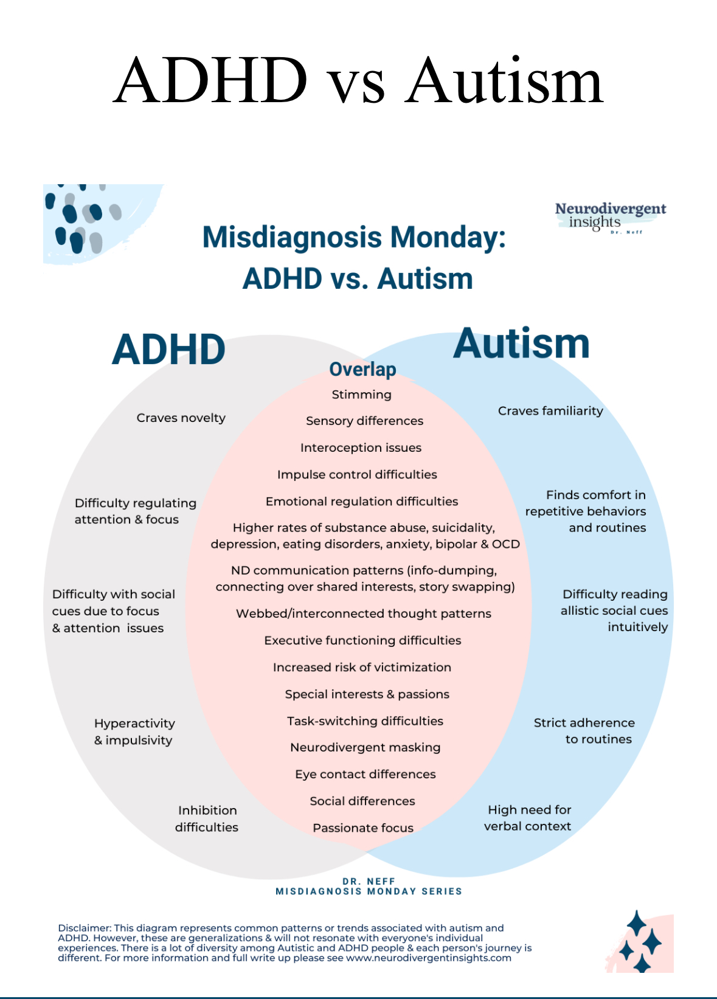 ADHD vs Autism
Neurodivergent
insights
Dr. Neff
Misdiagnosis Monday:
ADHD vs. Autism
ADHD
Craves novelty
Difficulty regulating
attention & focus
Difficulty with social
cues due to focus
& attention issues
Hyperactivity
& impulsivity
Inhibition
difficulties
Overlap
Stimming
Sensory differences
Interoception issues
Impulse control difficulties
Emotional regulation difficulties
Higher rates of substance abuse, suicidality,
depression, eating disorders, anxiety, bipolar & OCD
ND communication patterns (info-dumping,
connecting over shared interests, story swapping)
Webbed/interconnected thought patterns
Executive functioning difficulties
Increased risk of victimization
Special interests & passions
Task-switching difficulties
Neurodivergent masking
Eye contact differences
Social differences
Passionate focus
Autism
Craves familiarity
Finds comfort in
repetitive behaviors
and routines
Difficulty reading
allistic social cues
intuitively
Strict adherence
to routines
High need for
verbal context
DR. NEFF
MISDIAGNOSIS MONDAY SERIES
Disclaimer: This diagram represents common patterns or trends associated with autism and
ADHD. However, these are generalizations & will not resonate with everyone's individual
experiences. There is a lot of diversity among Autistic and ADHD people & each person's journey is
different. For more information and full write up please see www.neurodivergentinsights.com